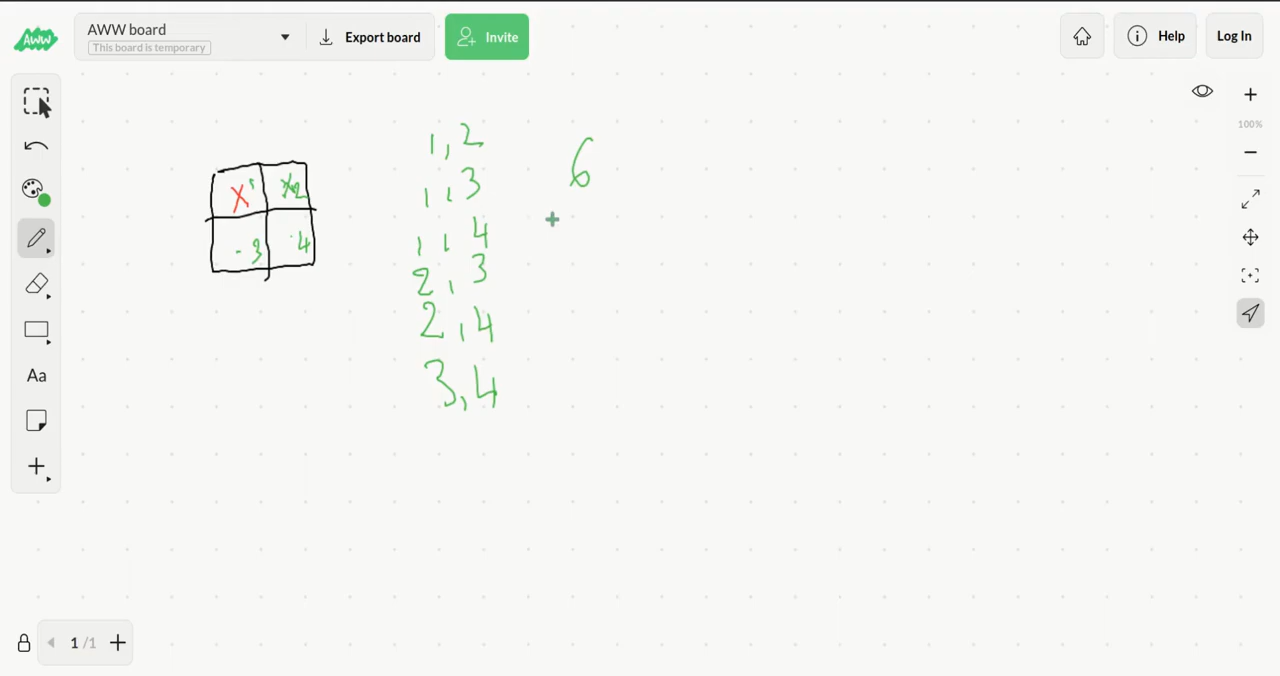 AWW
AWW board
This board is temporary
Export board
Invite
Help
Log In
100%
X 1 X 2
- 3 4
1, 2
1, 3
1, 4
2, 3
2, 4
3, 4
6
Aa
1 /1